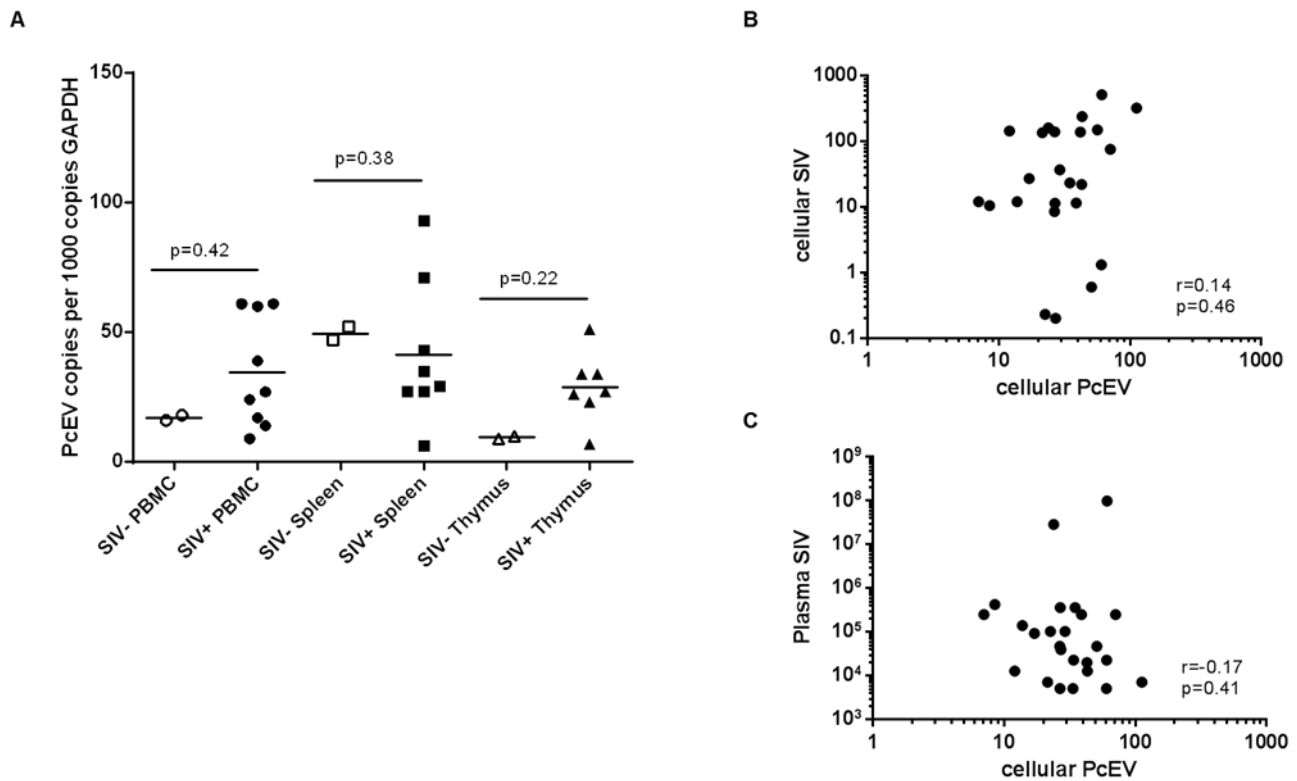 A
PcEV copies per 1000 copies GAPDH
150
100
50
0
p=0.42
p=0.38
p=0.22
SIV- PBMC
SIV+ PBMC
SIV- Spleen
SIV+ Spleen
SIV- Thymus
SIV+ Thymus
B
cellular SIV
1000
100
10
1
0.1
r=0.14
p=0.46
1
10
100
1000
cellular PcEV
C
Plasma SIV
10⁹
10⁸
10⁷
10⁶
10⁵
10⁴
10³
r=-0.17
p=0.41
1
10
100
1000
cellular PcEV